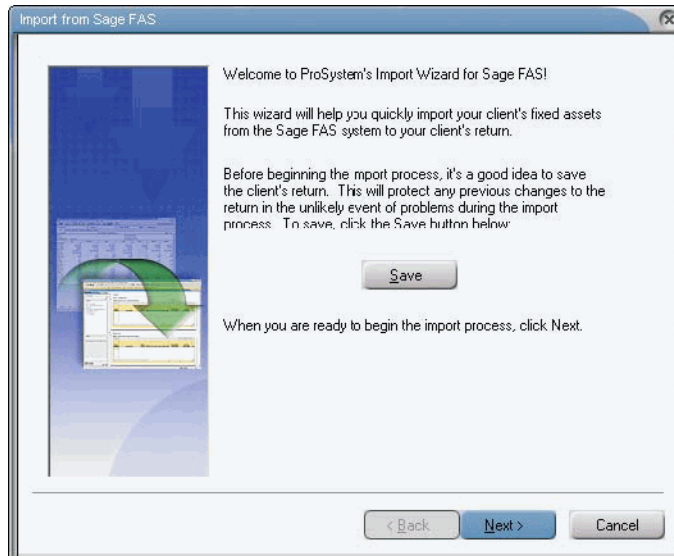 Import from Sage FAS
Welcome to ProSystem's Import Wizard for Sage FAS!
This wizard will help you quickly import your client's fixed assets
from the Sage FAS system to your client's return.
Before beginning the mport process, it's a good idea to save
the client's return. This will protect any previous changes to the
return in the unlikely event of problems during the import
process. To save, click the Save button below:
Save
When you are ready to begin the import process, click Next.
< Back
Next >
Cancel